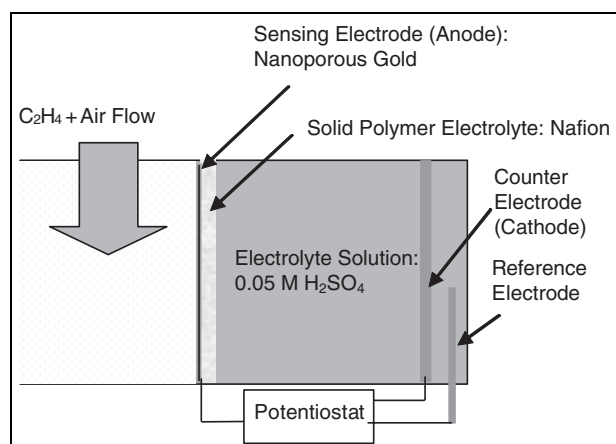 Sensing Electrode (Anode):
Nanoporous Gold
C₂H₄ + Air Flow
Solid Polymer Electrolyte: Nafion
Counter
Electrode
(Cathode)
Electrolyte Solution:
0.05 M H₂SO₄
Reference
Electrode
Potentiostat